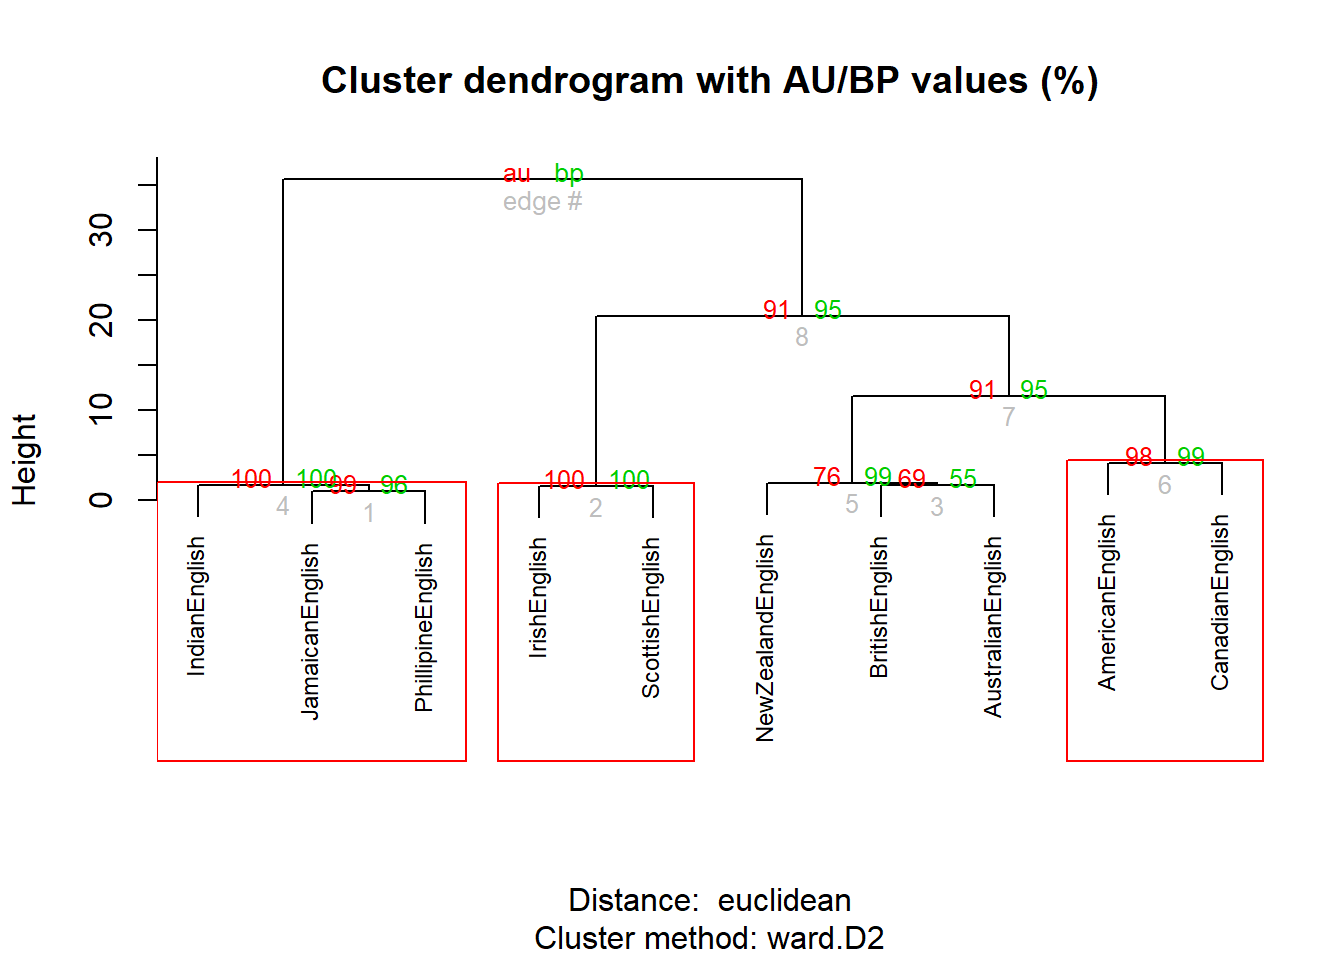 Cluster dendrogram with AU/BP values (%)
Height
30
20
10
0
au bp
edge #
91 95
8
91 95
7
100 100
4
99 96
1
100 100
2
76 99
5
69 55
3
98 99
6
IndianEnglish
JamaicanEnglish
PhillipineEnglish
IrishEnglish
ScottishEnglish
NewZealandEnglish
BritishEnglish
AustralianEnglish
AmericanEnglish
CanadianEnglish
Distance: euclidean
Cluster method: ward.D2